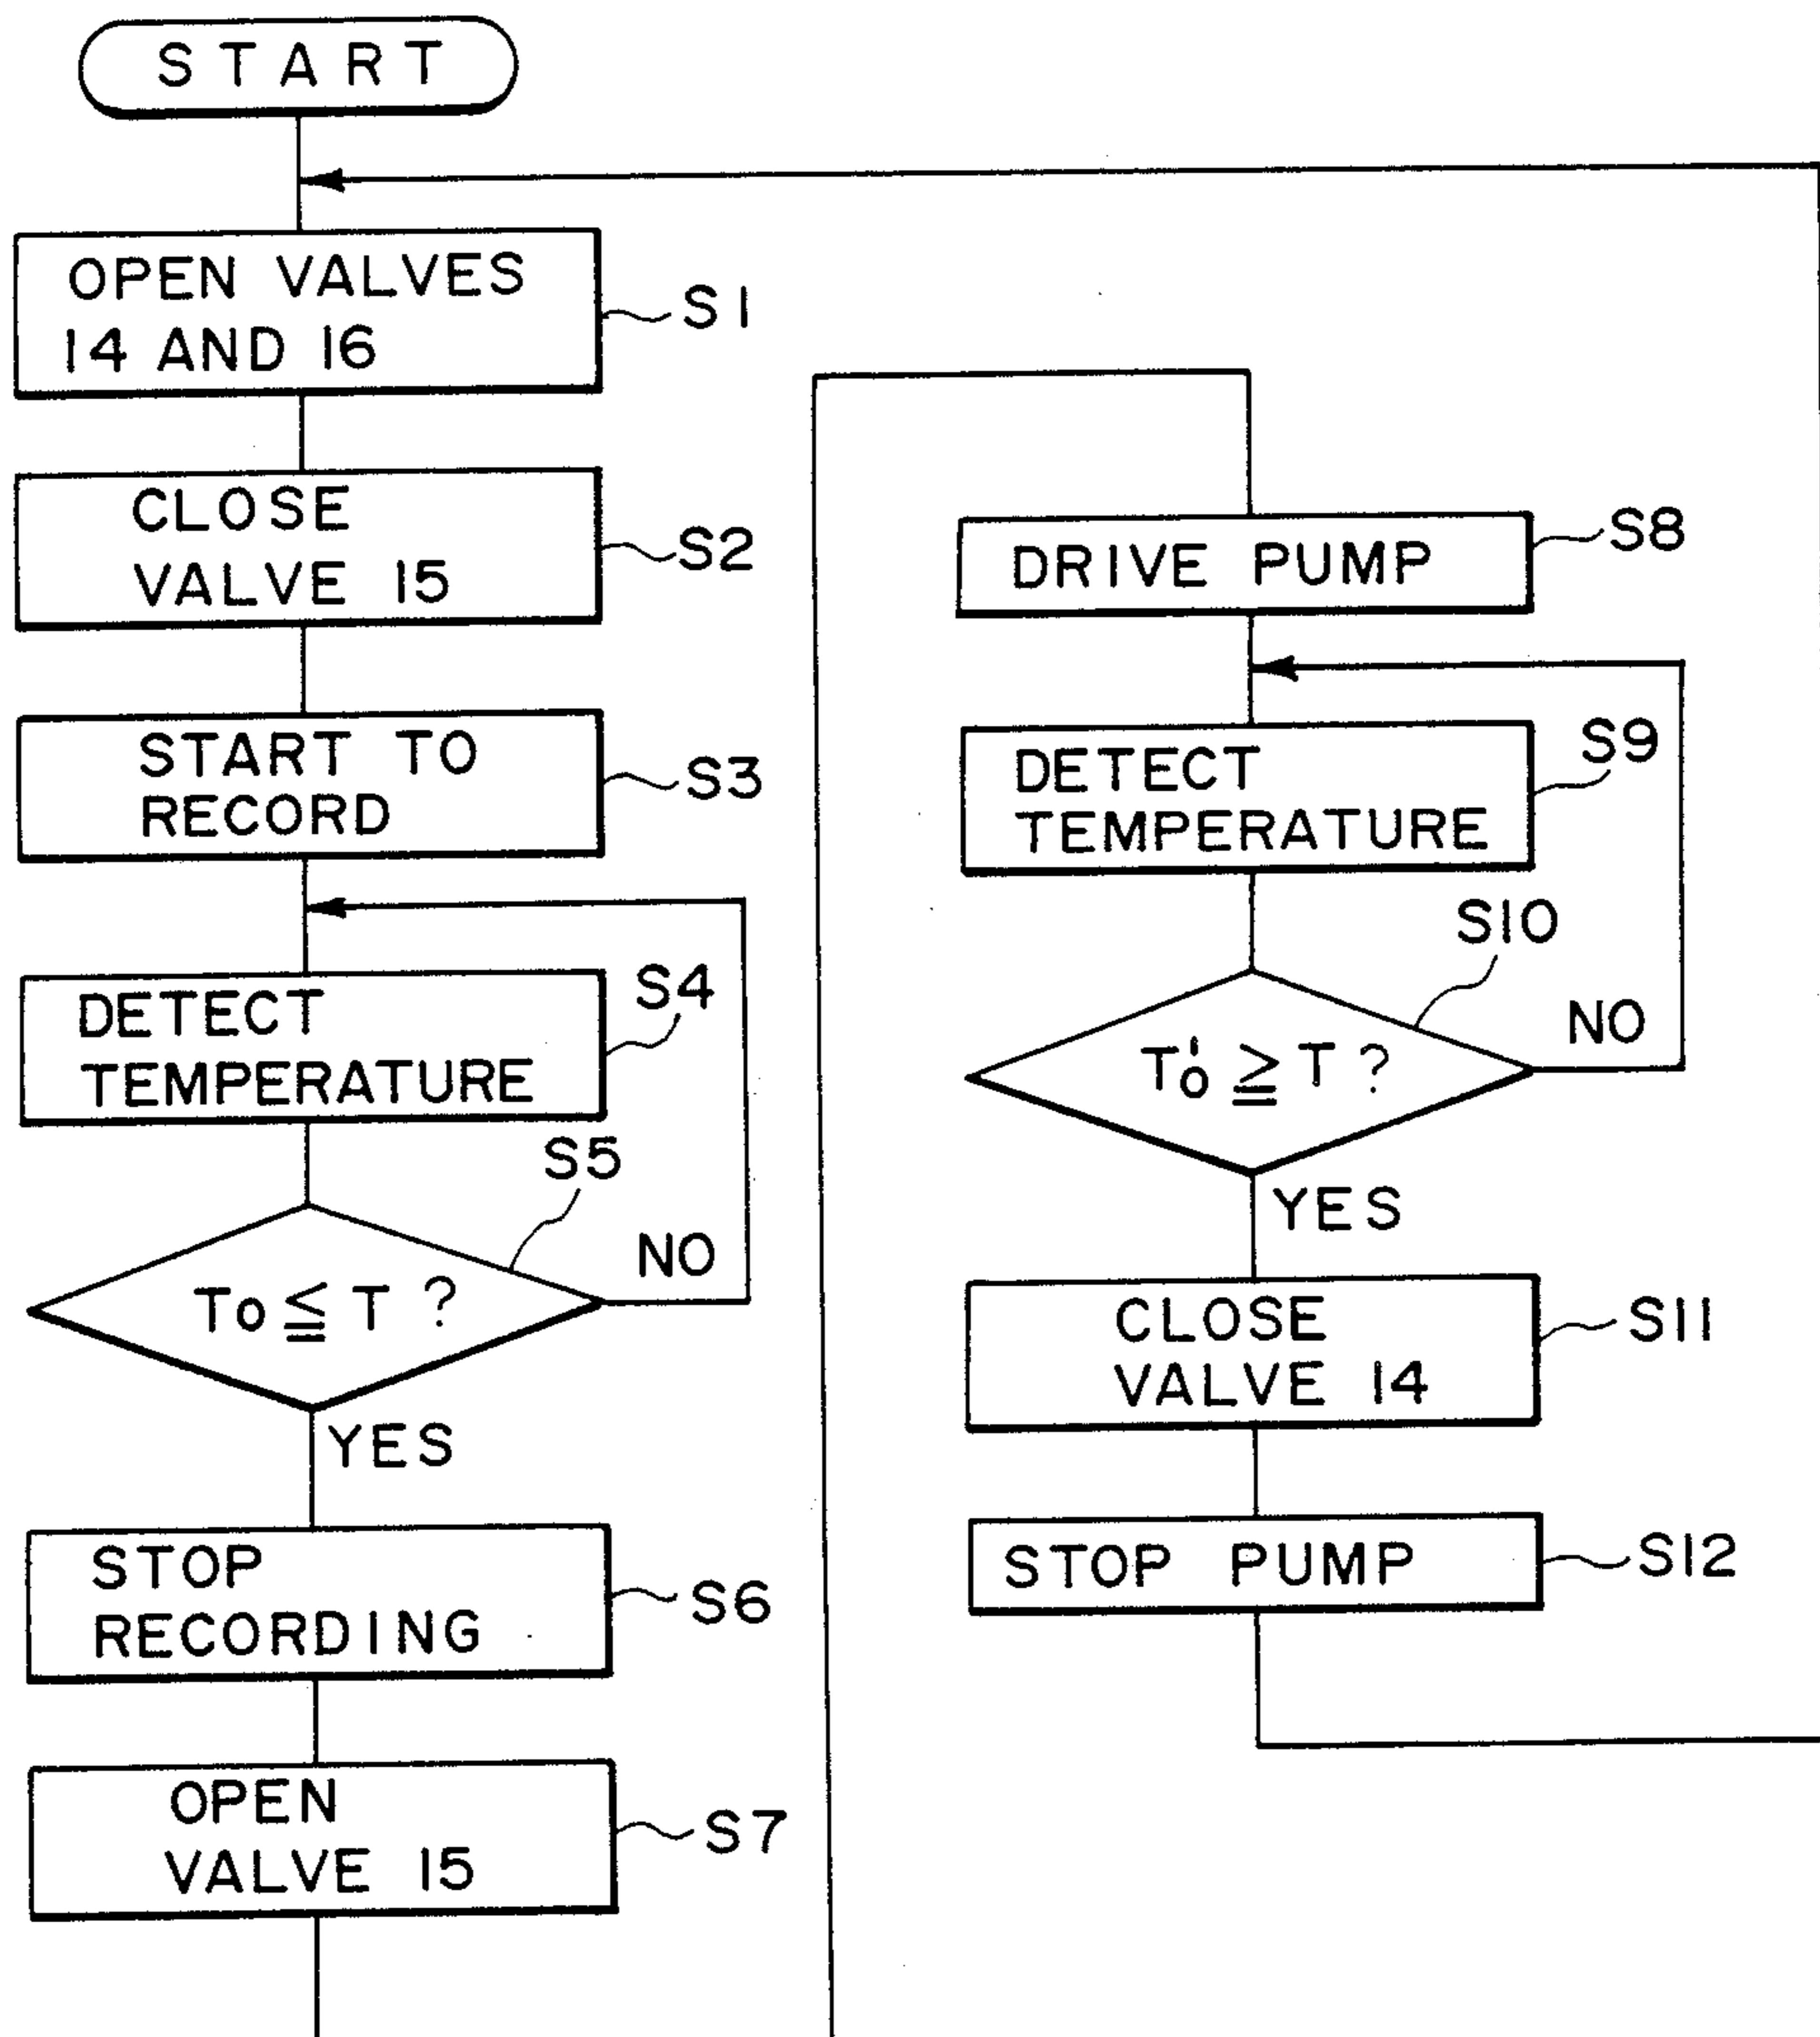 START
OPEN VALVES
14 AND 16
S1
CLOSE
VALVE 15
S2
START TO
RECORD
S3
DETECT
TEMPERATURE
S4
S5
To ≦ T ?
NO
YES
STOP
RECORDING
S6
OPEN
VALVE 15
S7
DRIVE PUMP
S8
DETECT
TEMPERATURE
S9
S10
T'o ≧ T ?
NO
YES
CLOSE
VALVE 14
S11
STOP PUMP
S12